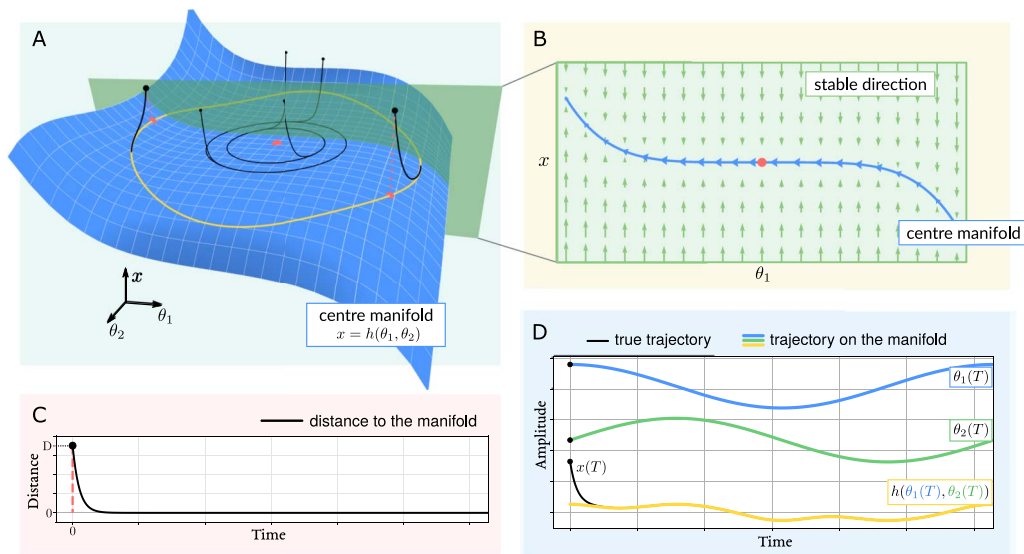 A
x
θ₁
θ₂
centre manifold
x = h(θ₁, θ₂)
B
stable direction
x
centre manifold
θ₁
C
distance to the manifold
Distance
D
0
0
Time
D
true trajectory
trajectory on the manifold
Amplitude
θ₁(T)
θ₂(T)
x(T)
h(θ₁(T), θ₂(T))
Time